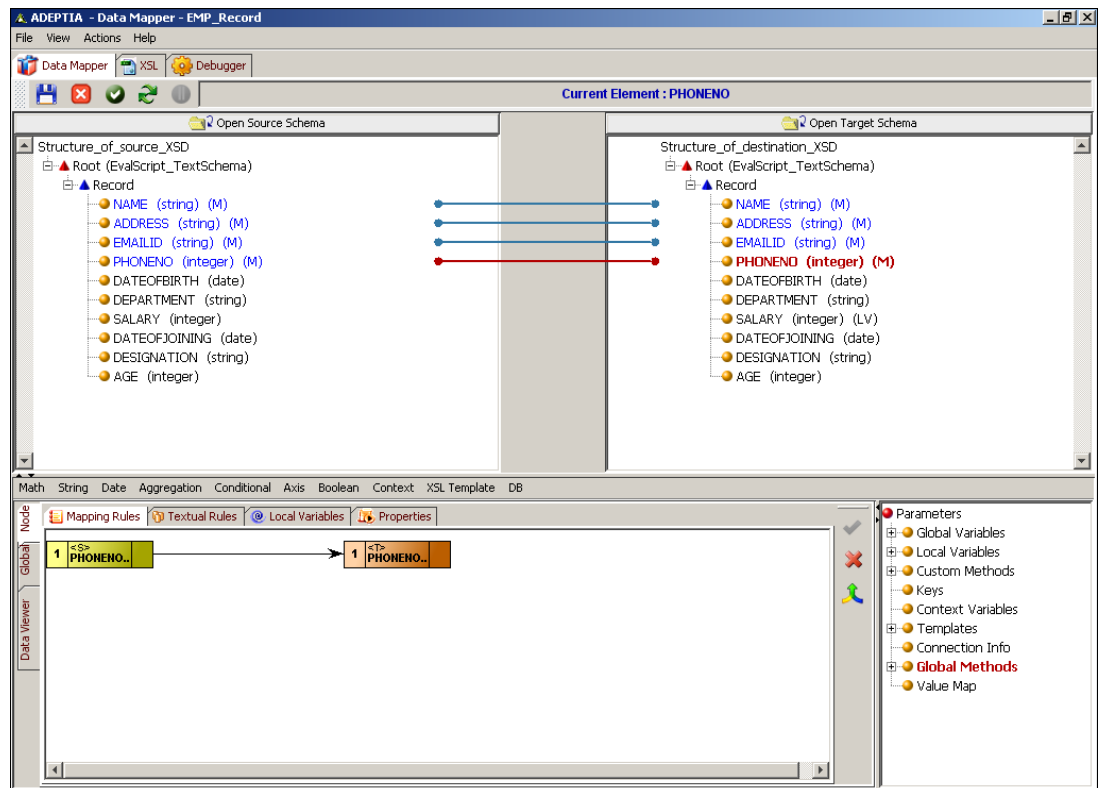 ADEPTIA - Data Mapper - EMP_Record
File View Actions Help
Data Mapper XSL Debugger
Current Element : PHONENO
Open Source Schema Open Target Schema
Structure_of_source_XSD
Root (EvalScript_TextSchema)
Record
NAME (string) (M)
ADDRESS (string) (M)
EMAILID (string) (M)
PHONENO (integer) (M)
DATEOFBIRTH (date)
DEPARTMENT (string)
SALARY (integer)
DATEOFJOINING (date)
DESIGNATION (string)
AGE (integer)
Structure_of_destination_XSD
Root (EvalScript_TextSchema)
Record
NAME (string) (M)
ADDRESS (string) (M)
EMAILID (string) (M)
PHONENO (integer) (M)
DATEOFBIRTH (date)
DEPARTMENT (string)
SALARY (integer) (LV)
DATEOFJOINING (date)
DESIGNATION (string)
AGE (integer)
Math String Date Aggregation Conditional Axis Boolean Context XSL Template DB
Node
Global
Data Viewer
Mapping Rules Textual Rules Local Variables Properties
1 <S> PHONENO..
1 <T> PHONENO..
Parameters
Global Variables
Local Variables
Custom Methods
Keys
Context Variables
Templates
Connection Info
Global Methods
Value Map